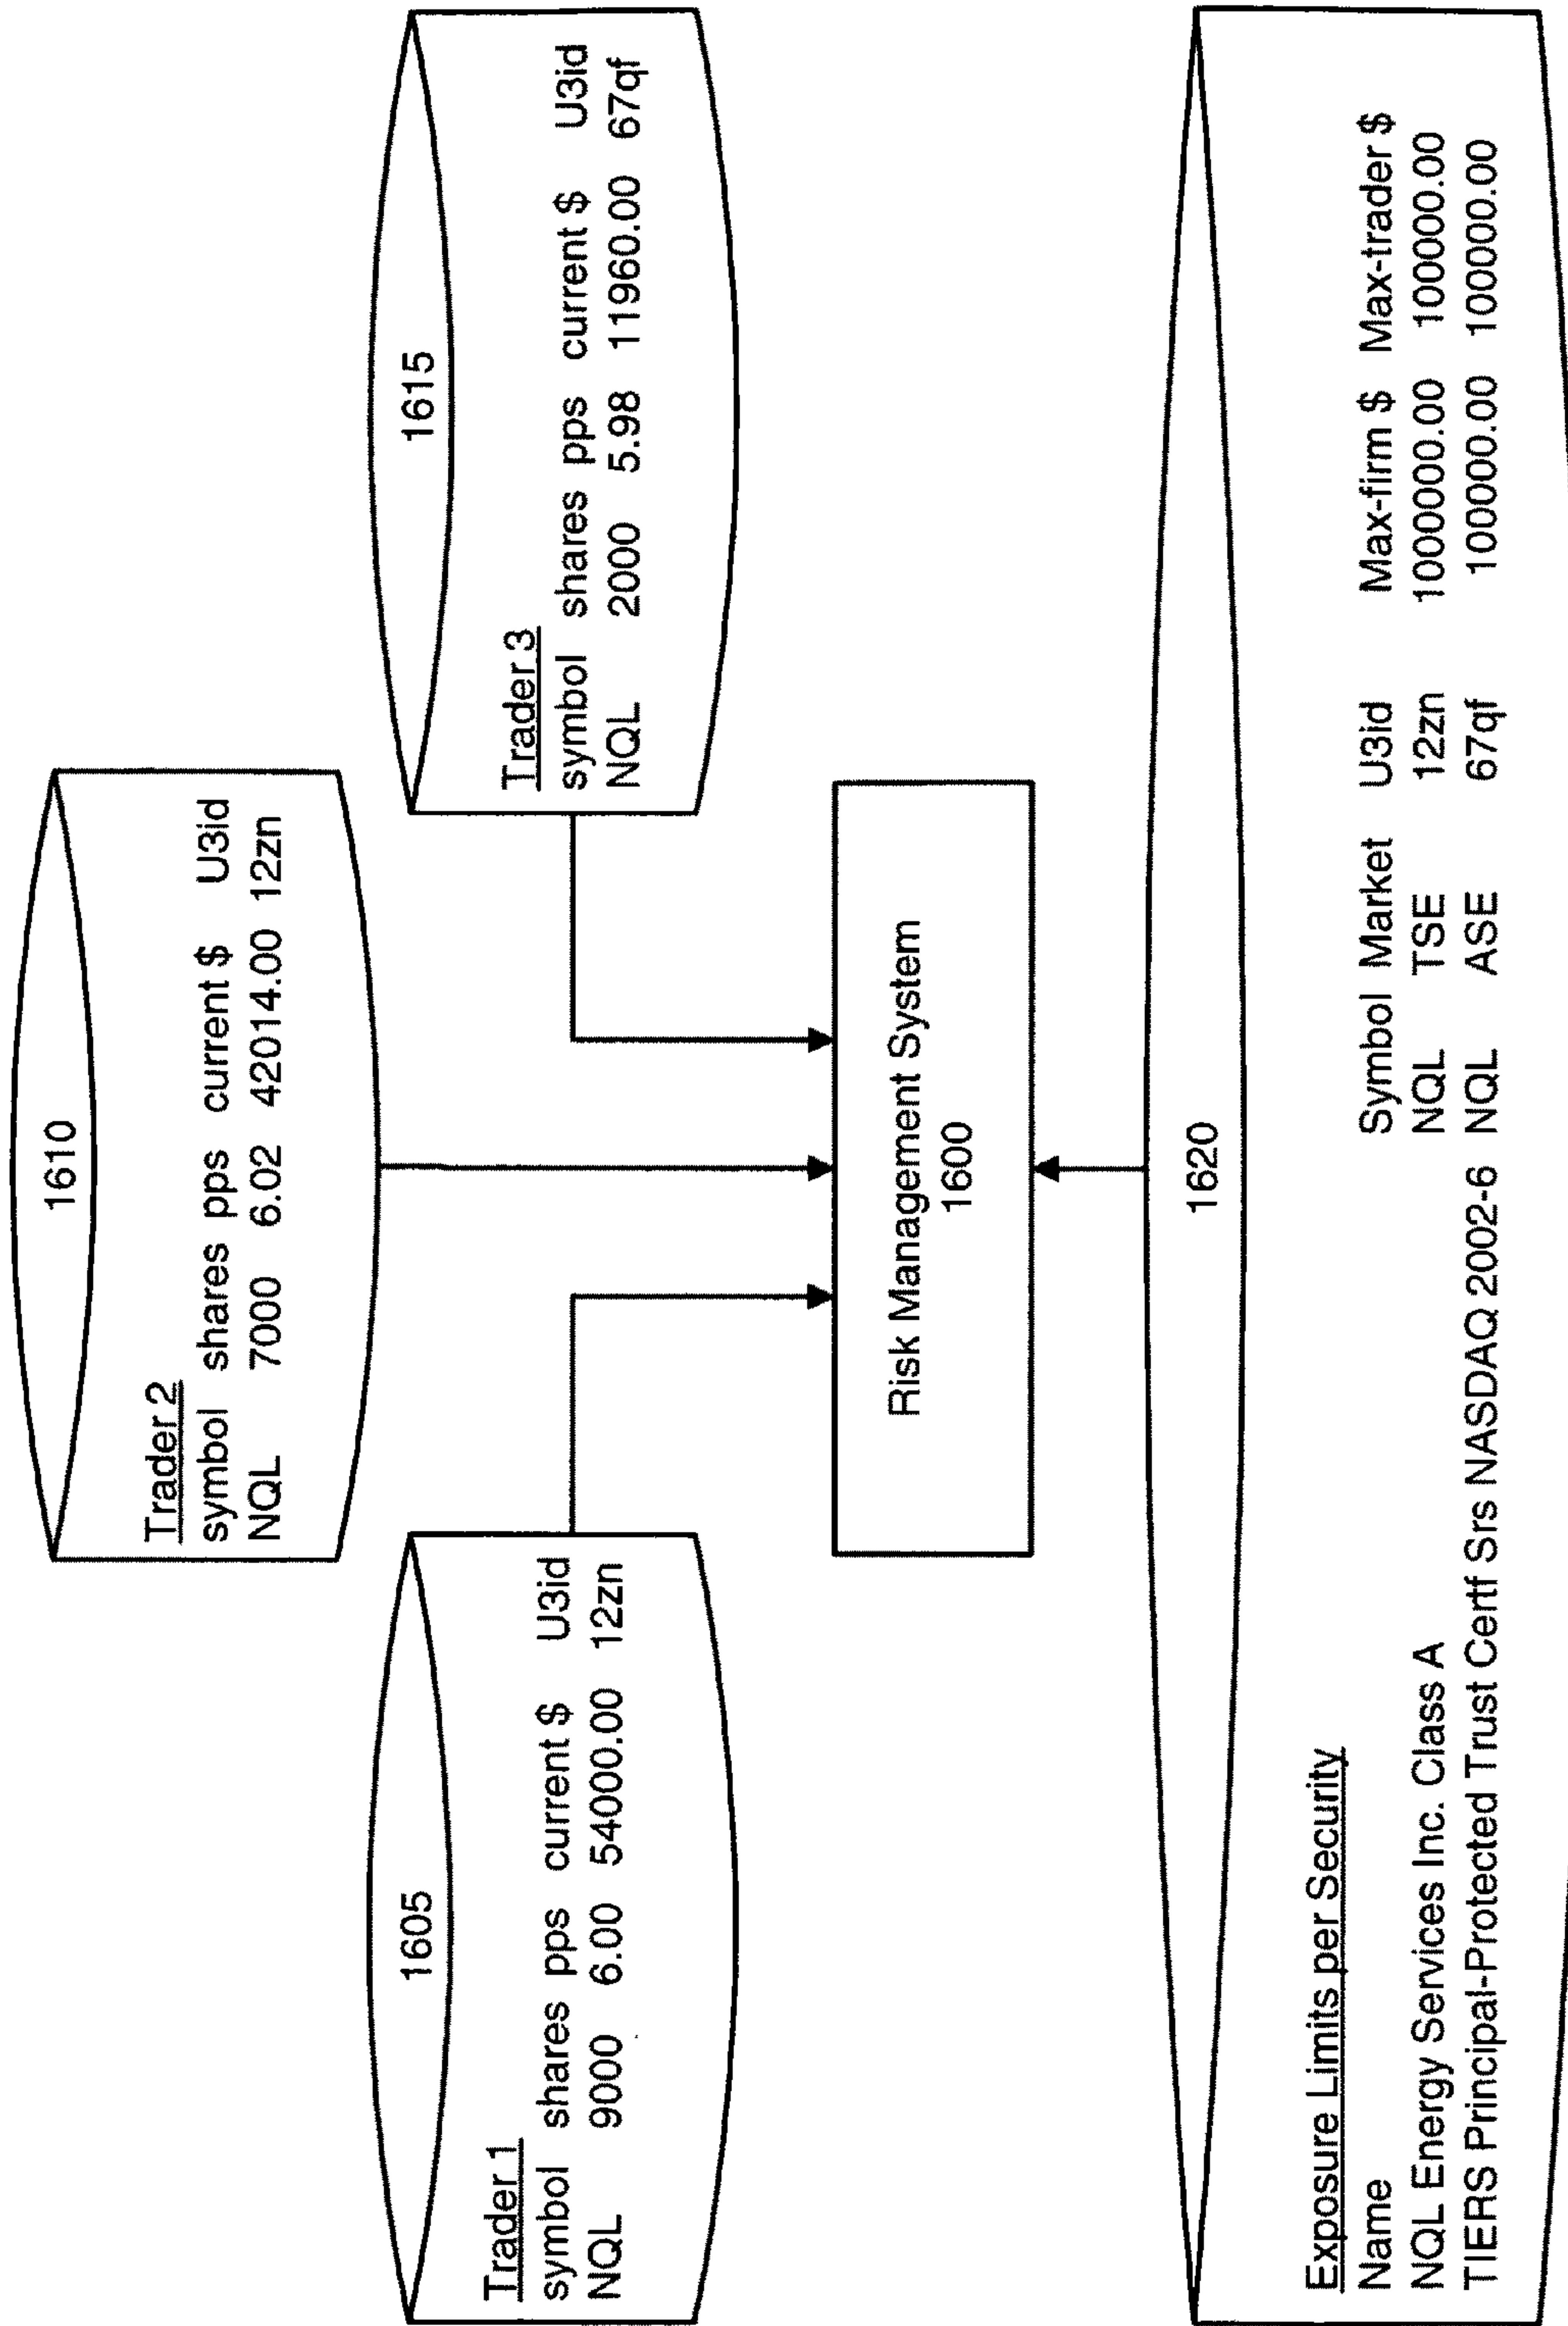 1610
Trader 2
symbol shares pps current $ U3id
NQL 7000 6.02 42014.00 12zn
1605
Trader 1
symbol shares pps current $ U3id
NQL 9000 6.00 54000.00 12zn
1615
Trader 3
symbol shares pps current $ U3id
NQL 2000 5.98 11960.00 67qf
Risk Management System
1600
1620
Exposure Limits per Security
Name Symbol Market U3id Max-firm $ Max-trader $
NQL Energy Services Inc. Class A NQL TSE 12zn 1000000.00 100000.00
TIERS Principal-Protected Trust Certf Srs NASDAQ 2002-6 NQL ASE 67qf 100000.00 100000.00